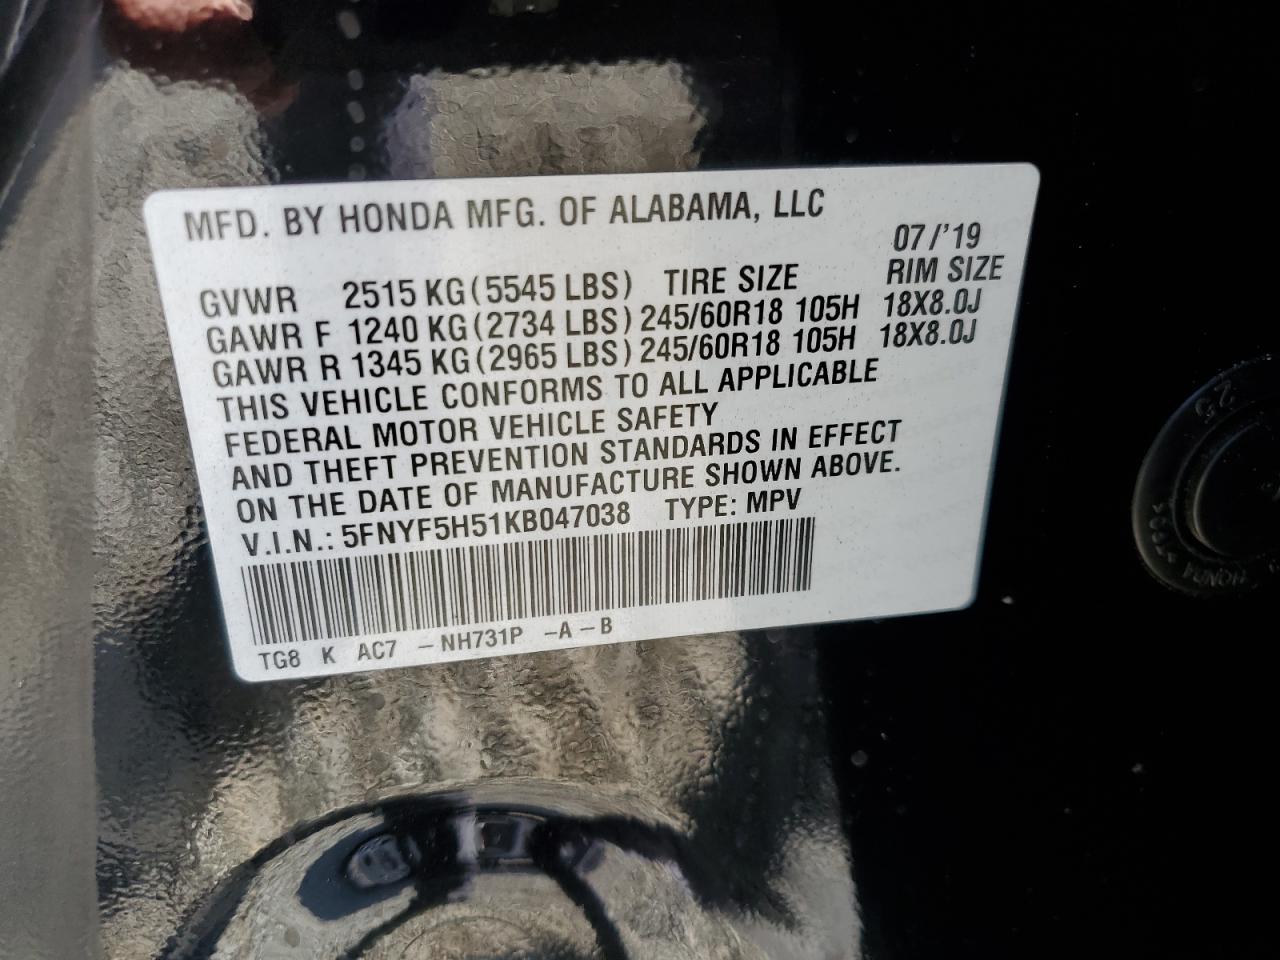 MFD. BY HONDA MFG. OF ALABAMA, LLC
07/'19
GVWR 2515 KG(5545 LBS) TIRE SIZE RIM SIZE
GAWR F 1240 KG(2734 LBS) 245/60R18 105H 18X8.0J
GAWR R 1345 KG(2965 LBS) 245/60R18 105H 18X8.0J
THIS VEHICLE CONFORMS TO ALL APPLICABLE
FEDERAL MOTOR VEHICLE SAFETY
AND THEFT PREVENTION STANDARDS IN EFFECT
ON THE DATE OF MANUFACTURE SHOWN ABOVE.
V.I.N.: 5FNYF5H51KB047038 TYPE: MPV
TG8 K AC7 -NH731P -A-B
25
HONDA